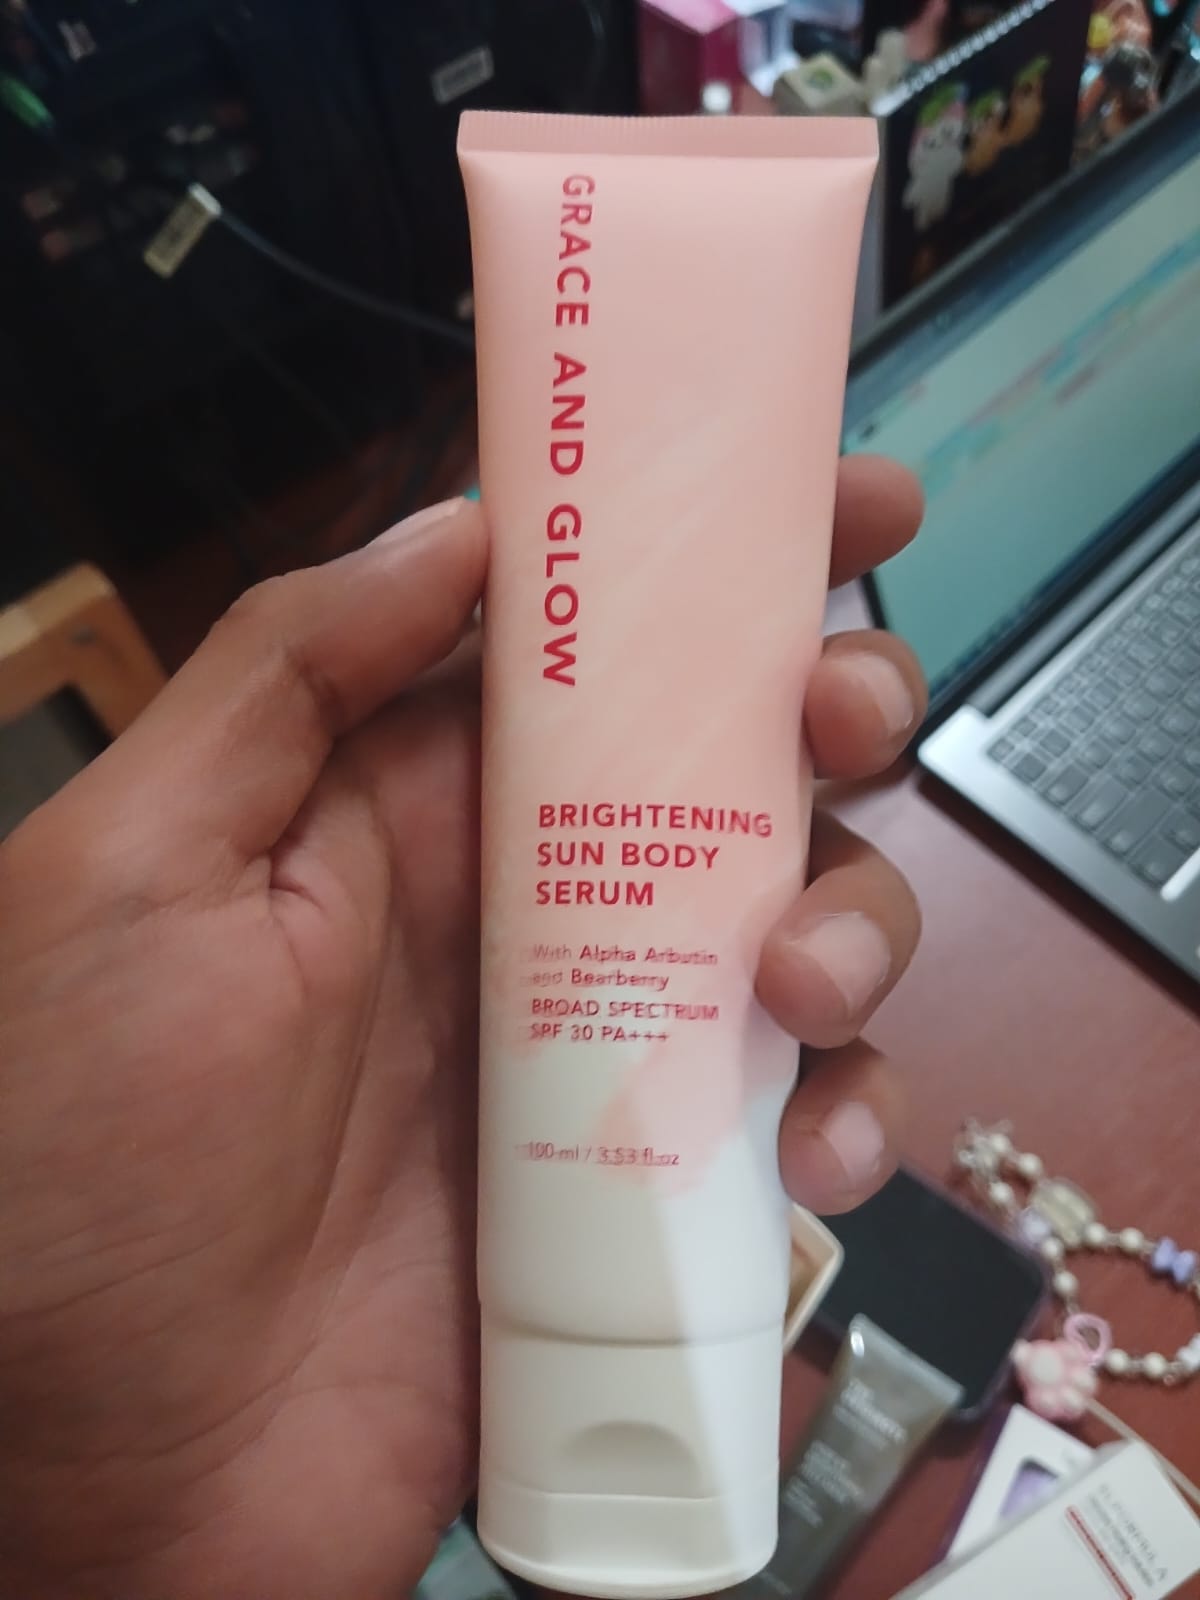 GRACE AND GLOW
BRIGHTENING
SUN BODY
SERUM
With Alpha Arbutin
and Bearberry
BROAD SPECTRUM
SPF 30 PA+++
100 ml / 3.53 fl.oz